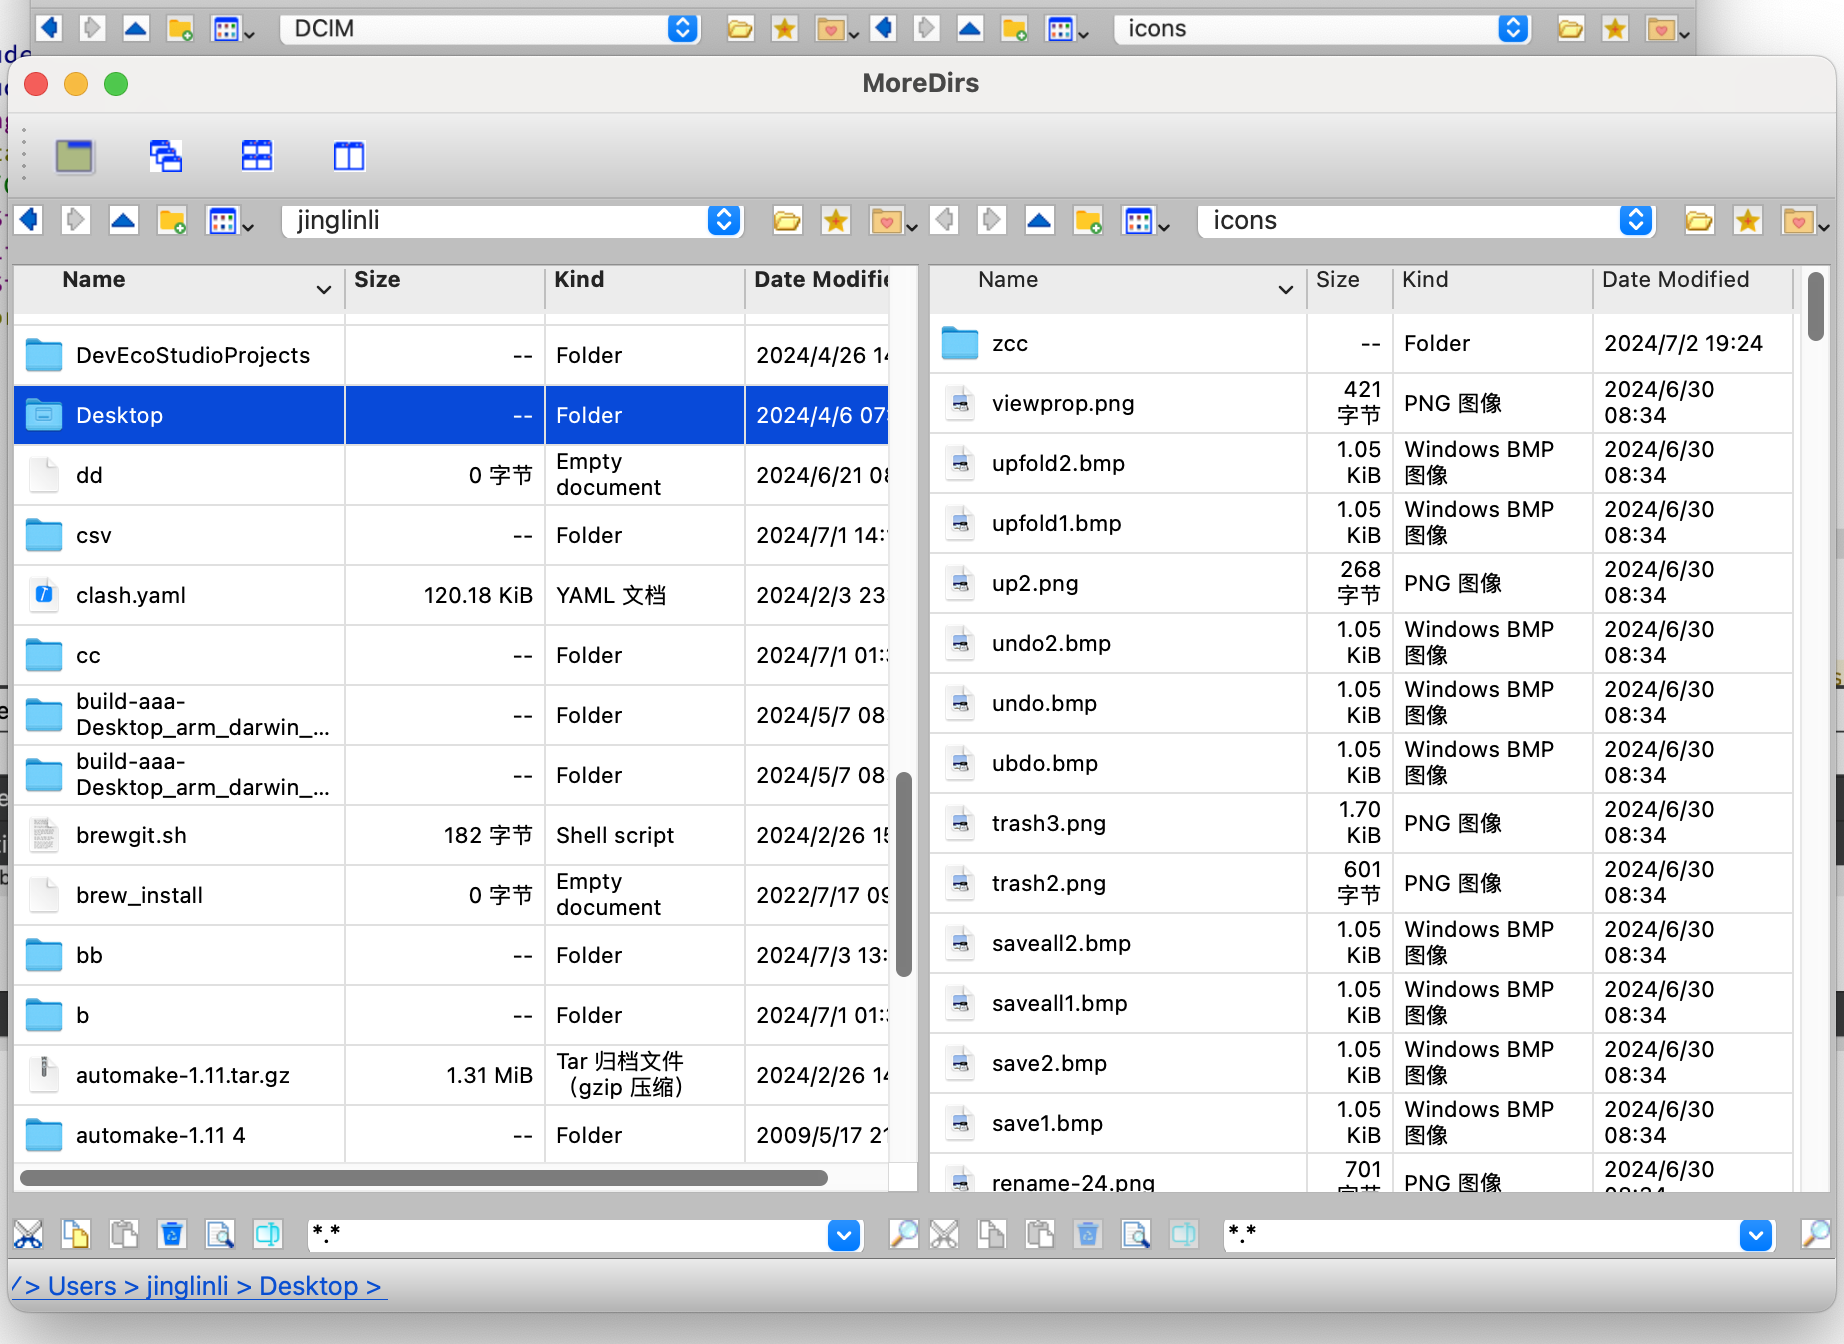 DCIM
icons
MoreDirs
jinglinli
icons
Name Size Kind Date Modifie
DevEcoStudioProjects -- Folder 2024/4/26 14
Desktop -- Folder 2024/4/6 07:
dd 0 字节 Empty document 2024/6/21 08
csv -- Folder 2024/7/1 14:
clash.yaml 120.18 KiB YAML 文档 2024/2/3 23
cc -- Folder 2024/7/1 01:
build-aaa-
Desktop_arm_darwin_... -- Folder 2024/5/7 08
build-aaa-
Desktop_arm_darwin_... -- Folder 2024/5/7 08
brewgit.sh 182 字节 Shell script 2024/2/26 15
brew_install 0 字节 Empty document 2022/7/17 09
bb -- Folder 2024/7/3 13:
b -- Folder 2024/7/1 01:
automake-1.11.tar.gz 1.31 MiB Tar 归档文件（gzip 压缩） 2024/2/26 14
automake-1.11 4 -- Folder 2009/5/17 21
Name Size Kind Date Modified
zcc -- Folder 2024/7/2 19:24
viewprop.png 421 字节 PNG 图像 2024/6/30 08:34
upfold2.bmp 1.05 KiB Windows BMP 图像 2024/6/30 08:34
upfold1.bmp 1.05 KiB Windows BMP 图像 2024/6/30 08:34
up2.png 268 字节 PNG 图像 2024/6/30 08:34
undo2.bmp 1.05 KiB Windows BMP 图像 2024/6/30 08:34
undo.bmp 1.05 KiB Windows BMP 图像 2024/6/30 08:34
ubdo.bmp 1.05 KiB Windows BMP 图像 2024/6/30 08:34
trash3.png 1.70 KiB PNG 图像 2024/6/30 08:34
trash2.png 601 字节 PNG 图像 2024/6/30 08:34
saveall2.bmp 1.05 KiB Windows BMP 图像 2024/6/30 08:34
saveall1.bmp 1.05 KiB Windows BMP 图像 2024/6/30 08:34
save2.bmp 1.05 KiB Windows BMP 图像 2024/6/30 08:34
save1.bmp 1.05 KiB Windows BMP 图像 2024/6/30 08:34
rename-24.png 701 字节 PNG 图像 2024/6/30 08:34
*.*
*.*
/ > Users > jinglinli > Desktop >